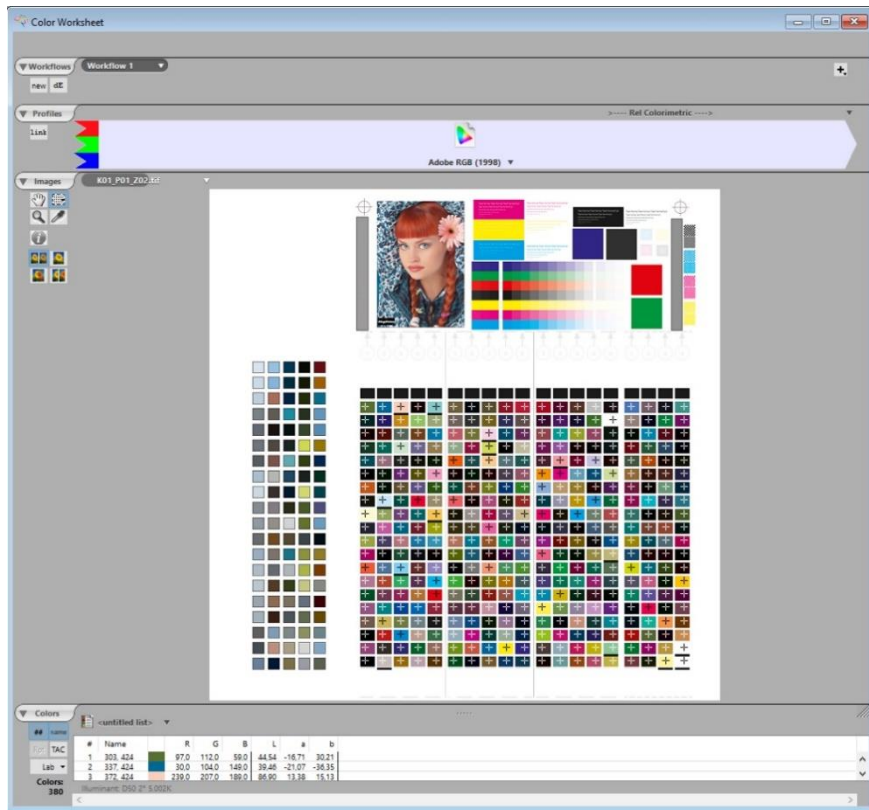 Color Worksheet
Workflows
Workflow 1
new dE
Profiles
>---- Rel Colorimetric ---->
link
Adobe RGB (1998)
Images
K01_P01_Z02
Colors
<untitled list>
## name
TAC
Lab
Colors:
380
# Name R G B L a b
1 303, 424 97,0 112,0 59,0 44,54 -16,71 30,21
2 337, 424 30,0 104,0 149,0 39,46 -21,07 -36,35
3 372, 424 239,0 207,0 189,0 86,90 13,38 15,13
Illuminant: D50 2° 5.002K